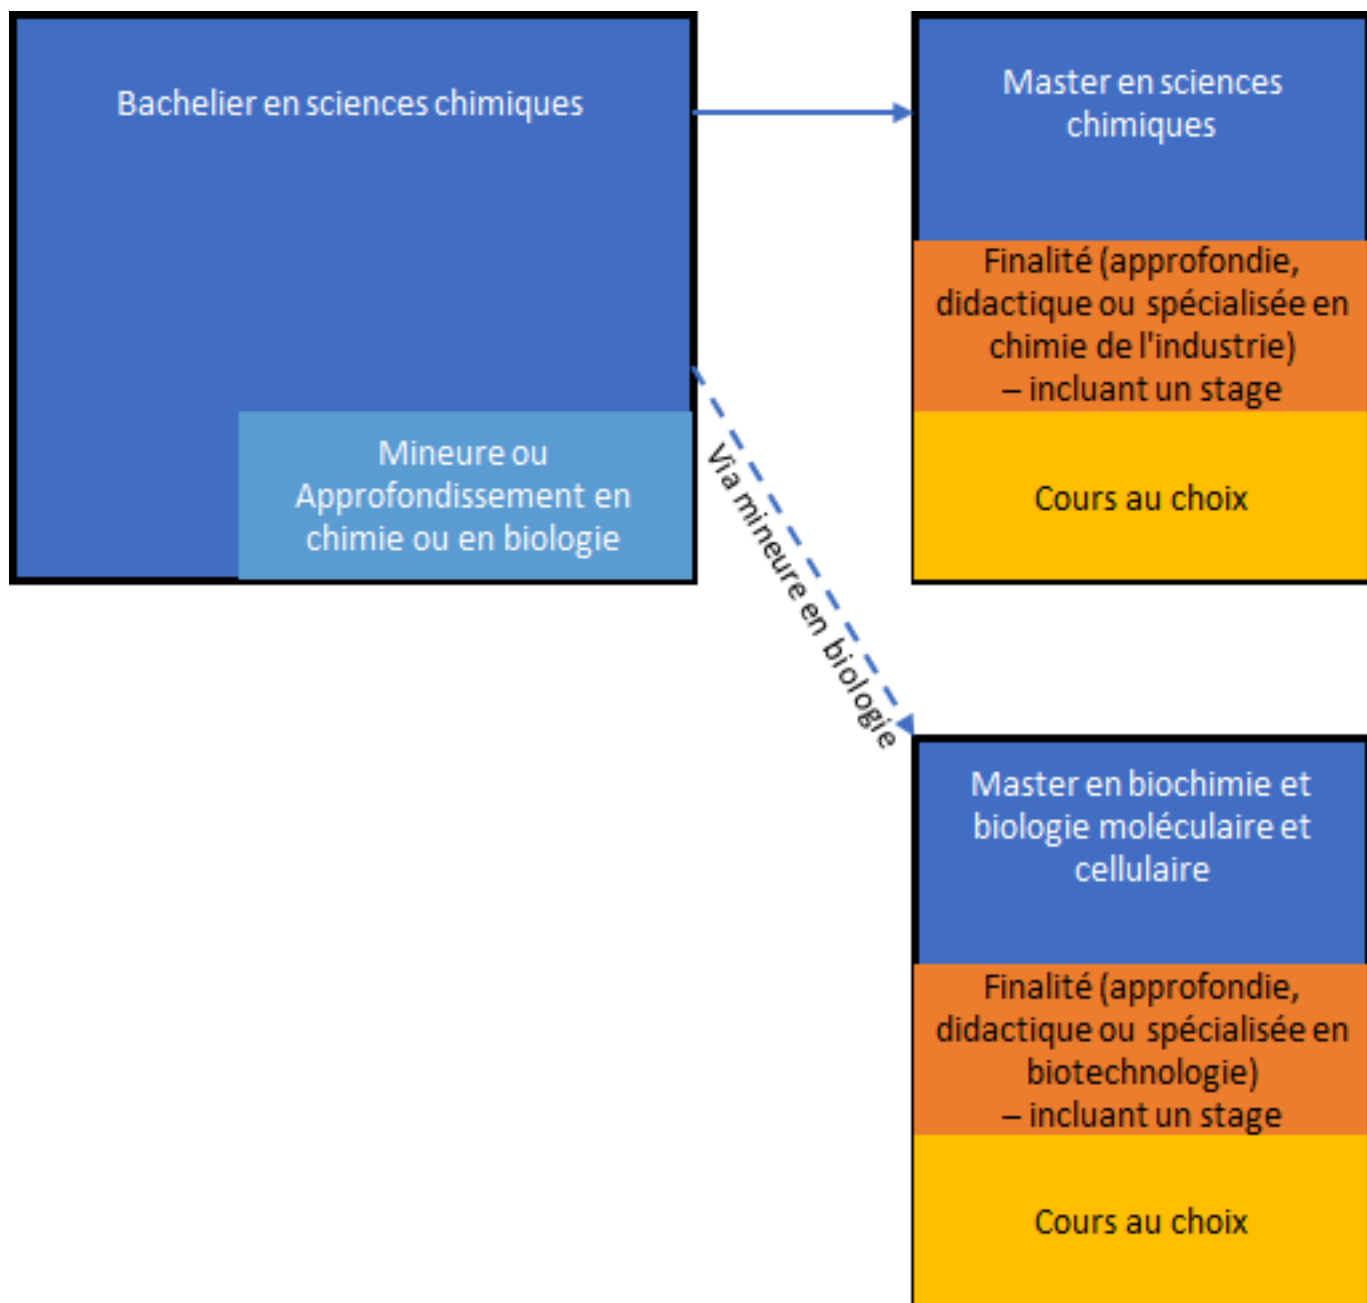 Bachelier en sciences chimiques
Mineure ou
Approfondissement en
chimie ou en biologie
Master en sciences
chimiques
Finalité (approfondie,
didactique ou spécialisée en
chimie de l'industrie)
– incluant un stage
Cours au choix
Via mineure en biologie
Master en biochimie et
biologie moléculaire et
cellulaire
Finalité (approfondie,
didactique ou spécialisée en
biotechnologie)
– incluant un stage
Cours au choix